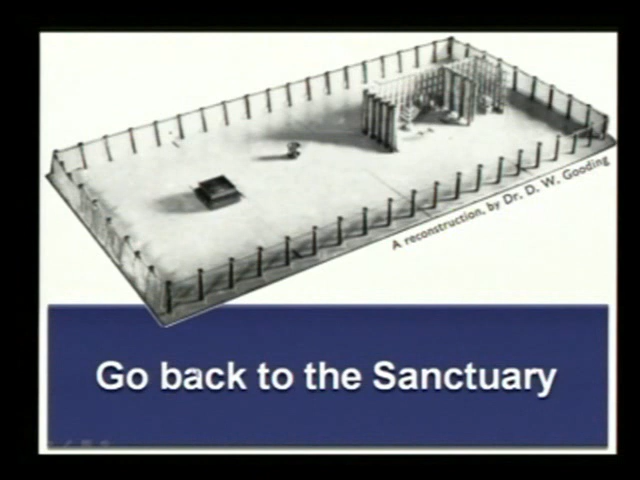 A reconstruction, by Dr. D. W. Gooding
Go back to the Sanctuary